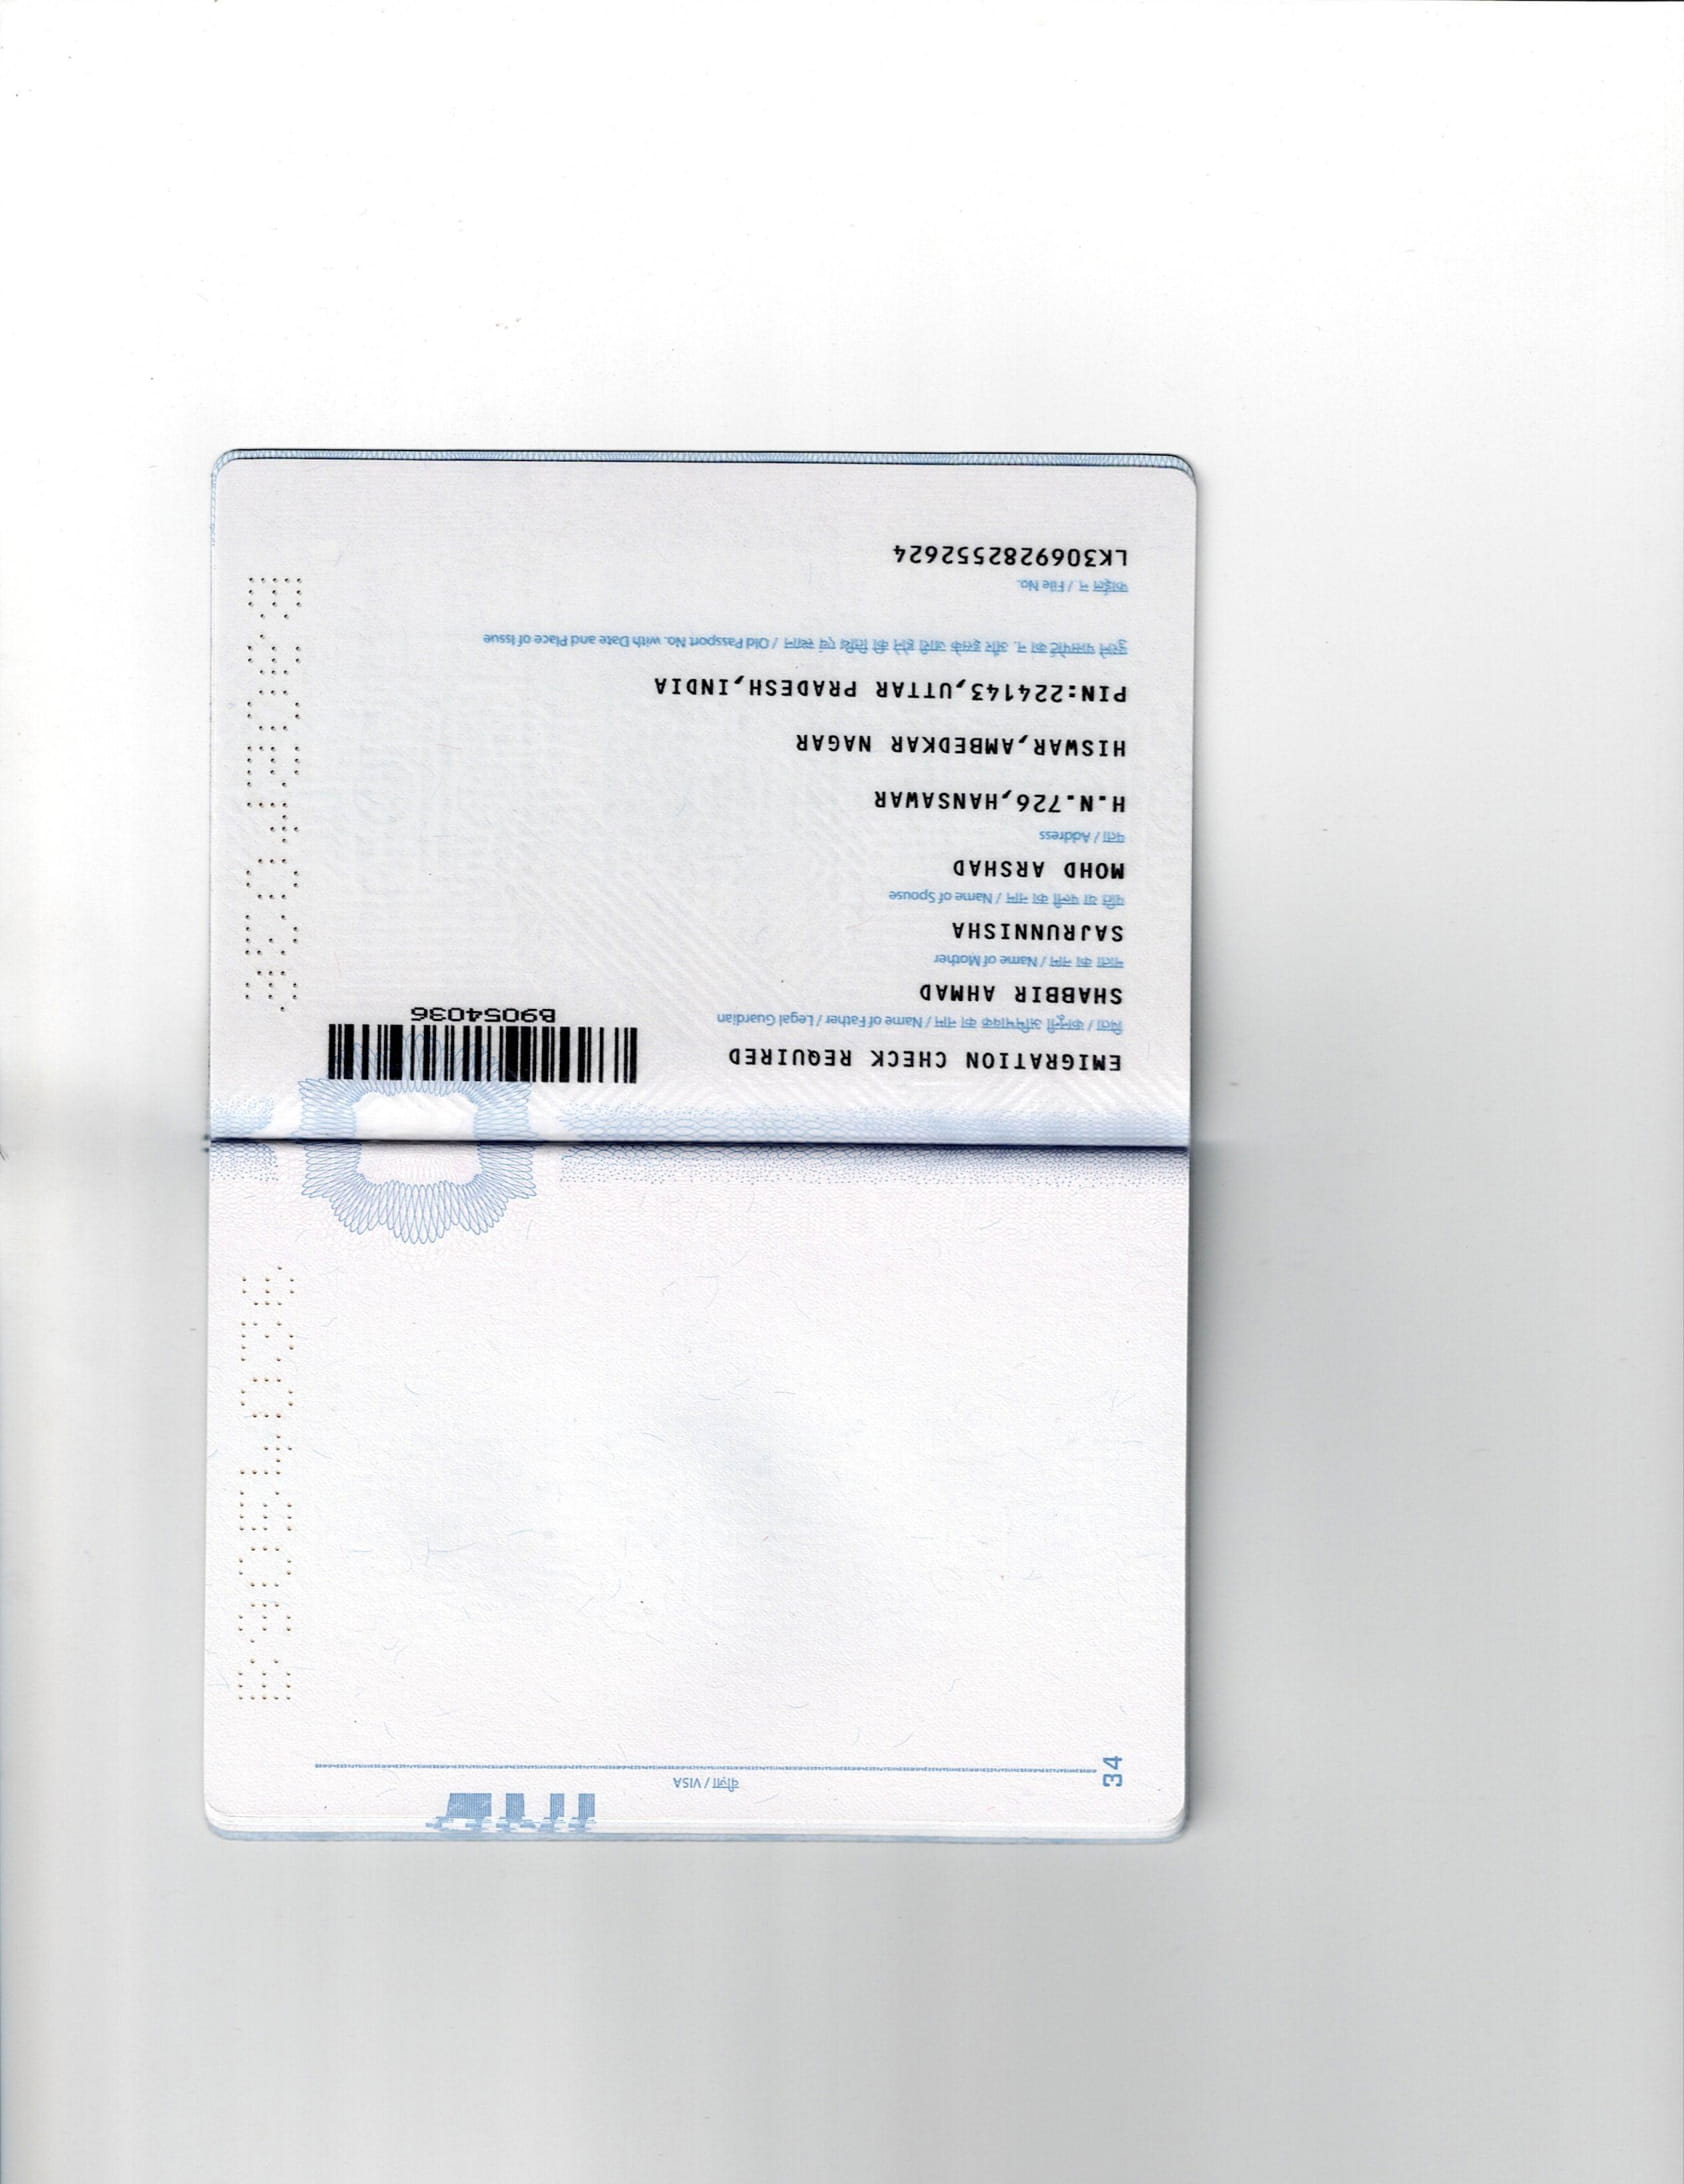 34
वीज़ा / VISA
B9054036
EMIGRATION CHECK REQUIRED
B9054036
पिता / कानूनी अभिभावक का नाम / Name of Father / Legal Guardian
SHABBIR AHMAD
माता का नाम / Name of Mother
SAJRUNNISHA
पति या पत्नी का नाम / Name of Spouse
MOHD ARSHAD
पता / Address
H.N.726,HANSAWAR
HISWAR,AMBEDKAR NAGAR
PIN:224143,UTTAR PRADESH,INDIA
पुराने पासपोर्ट का न. और इसके जारी होने की तिथि एवं स्थान / Old Passport No. with Date and Place of Issue
फाईल न / File No.
LK3069282552624
B9054036